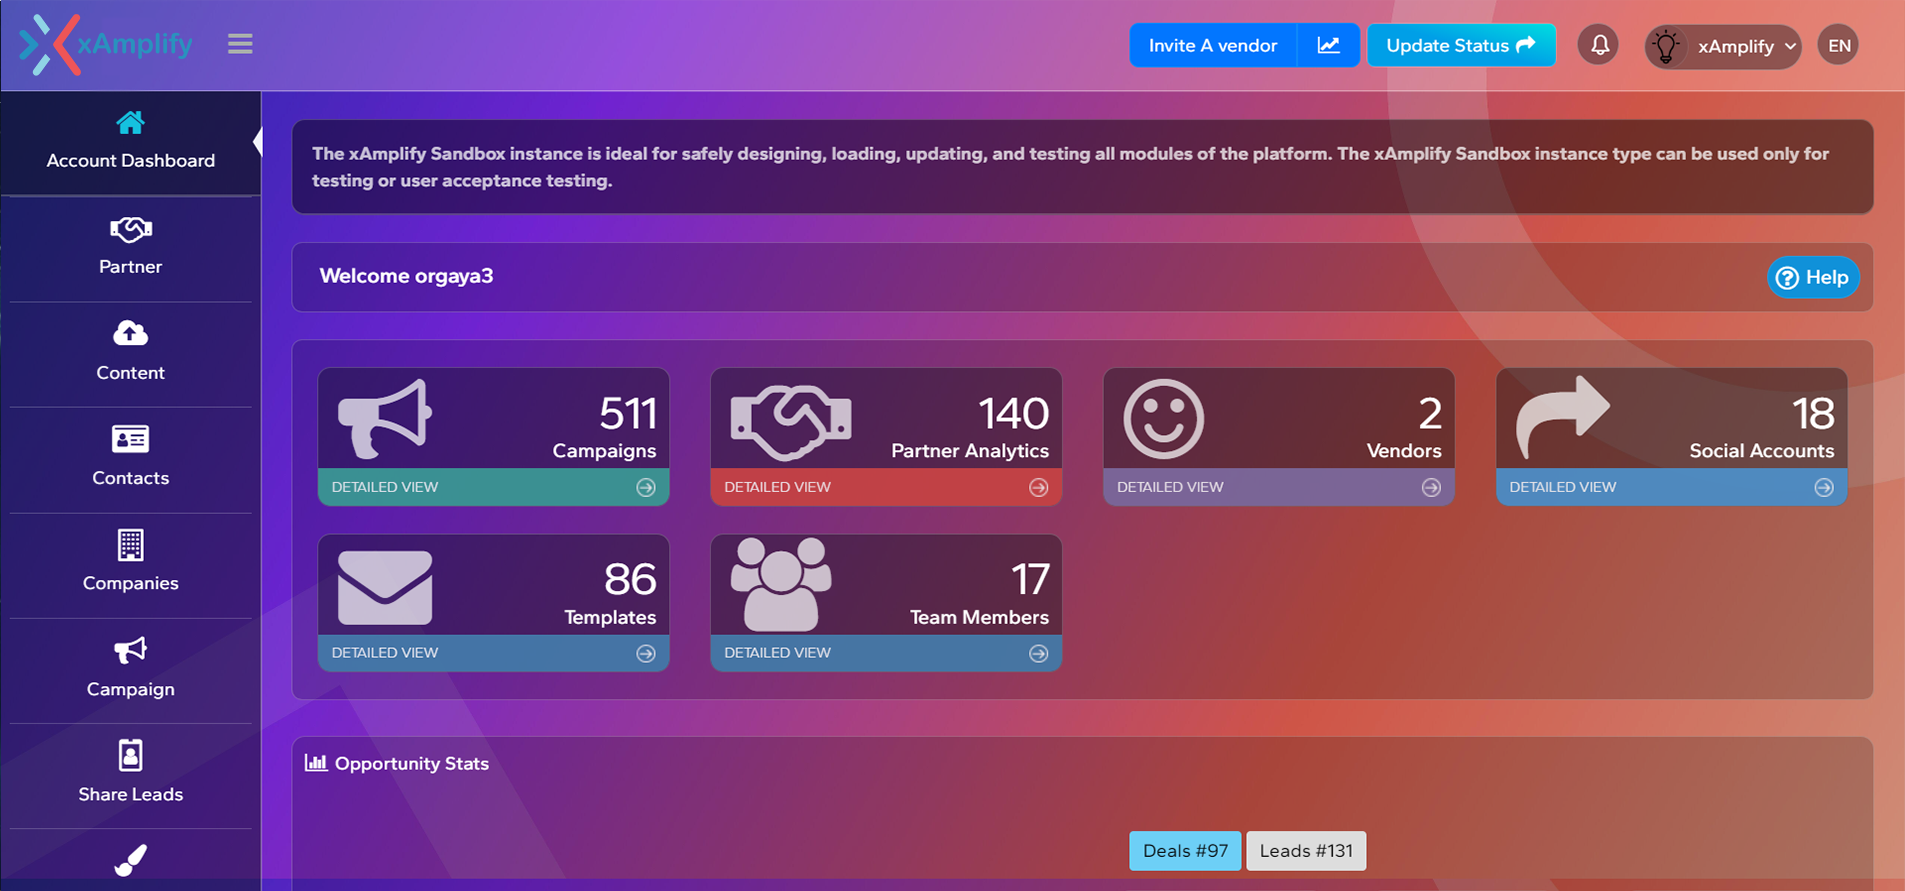 xAmplify
Invite A vendor
Update Status
xAmplify
EN
Account Dashboard
Partner
Content
Contacts
Companies
Campaign
Share Leads
The xAmplify Sandbox instance is ideal for safely designing, loading, updating, and testing all modules of the platform. The xAmplify Sandbox instance type can be used only for
testing or user acceptance testing.
Welcome orgaya3
Help
511
Campaigns
DETAILED VIEW
140
Partner Analytics
DETAILED VIEW
2
Vendors
DETAILED VIEW
18
Social Accounts
DETAILED VIEW
86
Templates
DETAILED VIEW
17
Team Members
DETAILED VIEW
Opportunity Stats
Deals #97
Leads #131